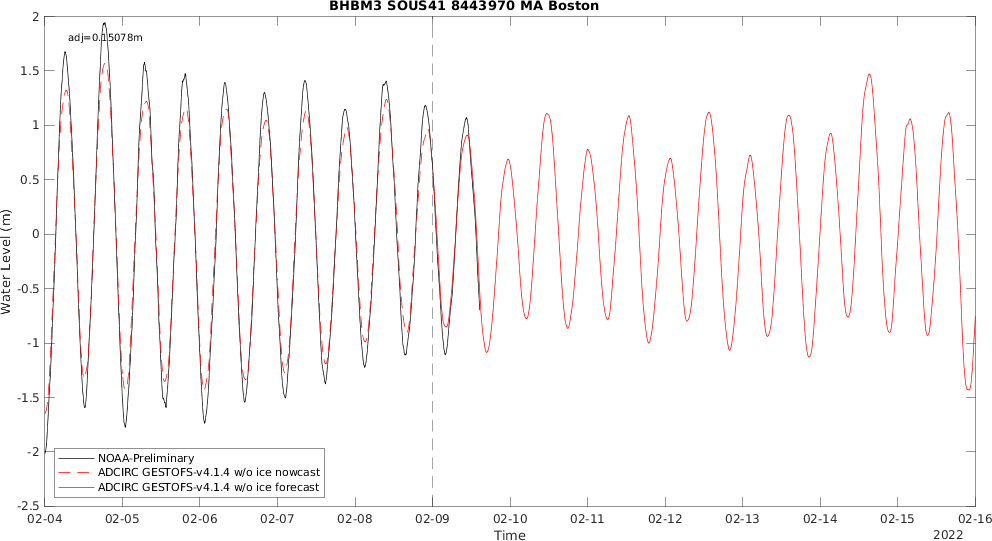 BHBM3 SOUS41 8443970 MA Boston
adj=0.15078m
2
1.5
1
0.5
0
-0.5
-1
-1.5
-2
-2.5
Water Level (m)
NOAA-Preliminary
ADCIRC GESTOFS-v4.1.4 w/o ice nowcast
ADCIRC GESTOFS-v4.1.4 w/o ice forecast
02-04 02-05 02-06 02-07 02-08 02-09 02-10 02-11 02-12 02-13 02-14 02-15 02-16
Time
2022